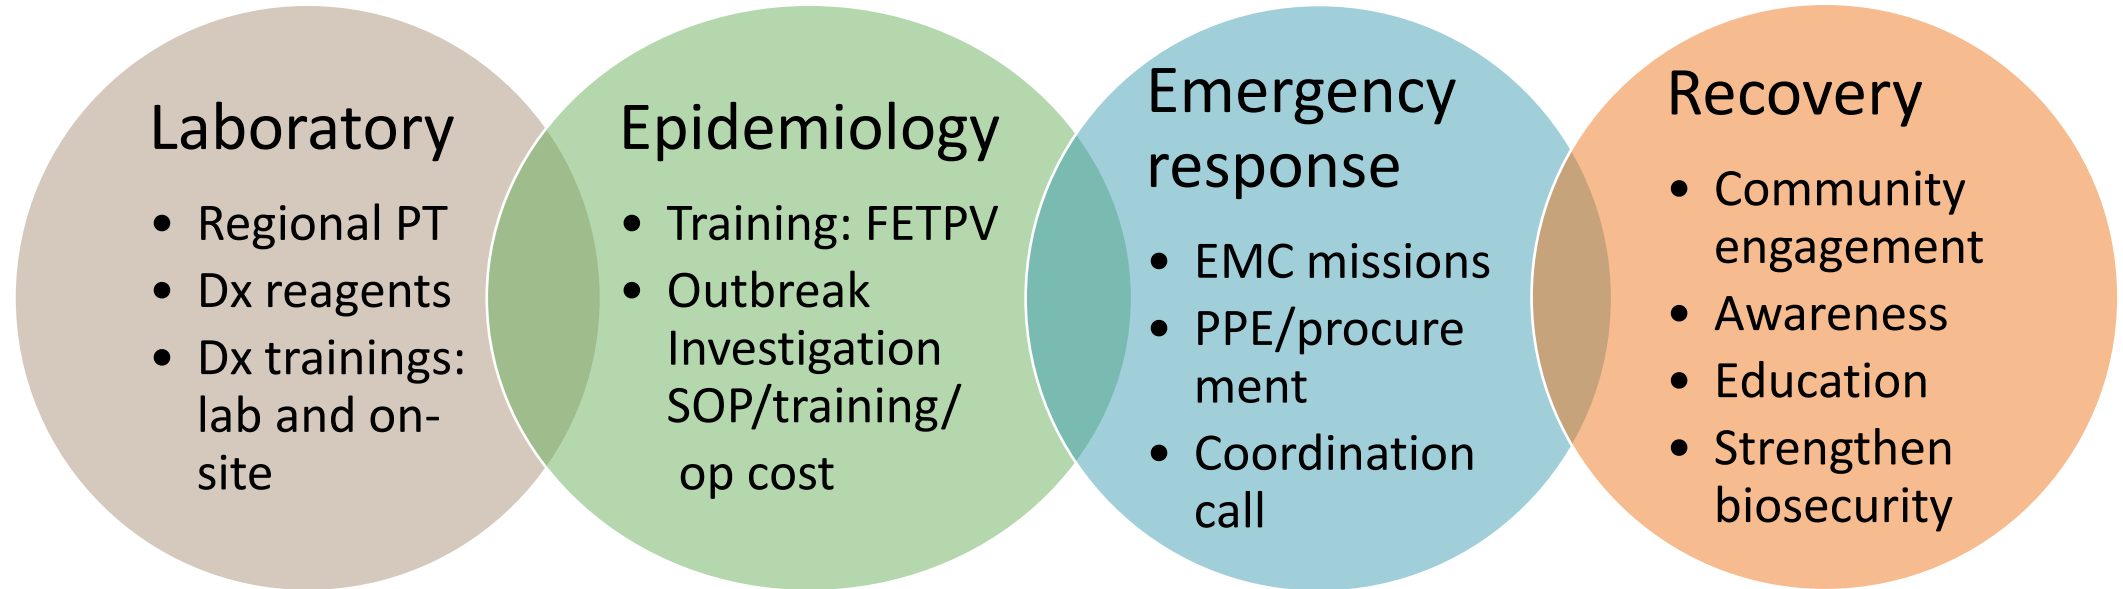 Laboratory
• Regional PT
• Dx reagents
• Dx trainings:
lab and on-
site
Epidemiology
• Training: FETPV
• Outbreak
Investigation
SOP/training/
op cost
Emergency
response
• EMC missions
• PPE/procure
ment
• Coordination
call
Recovery
• Community
engagement
• Awareness
• Education
• Strengthen
biosecurity